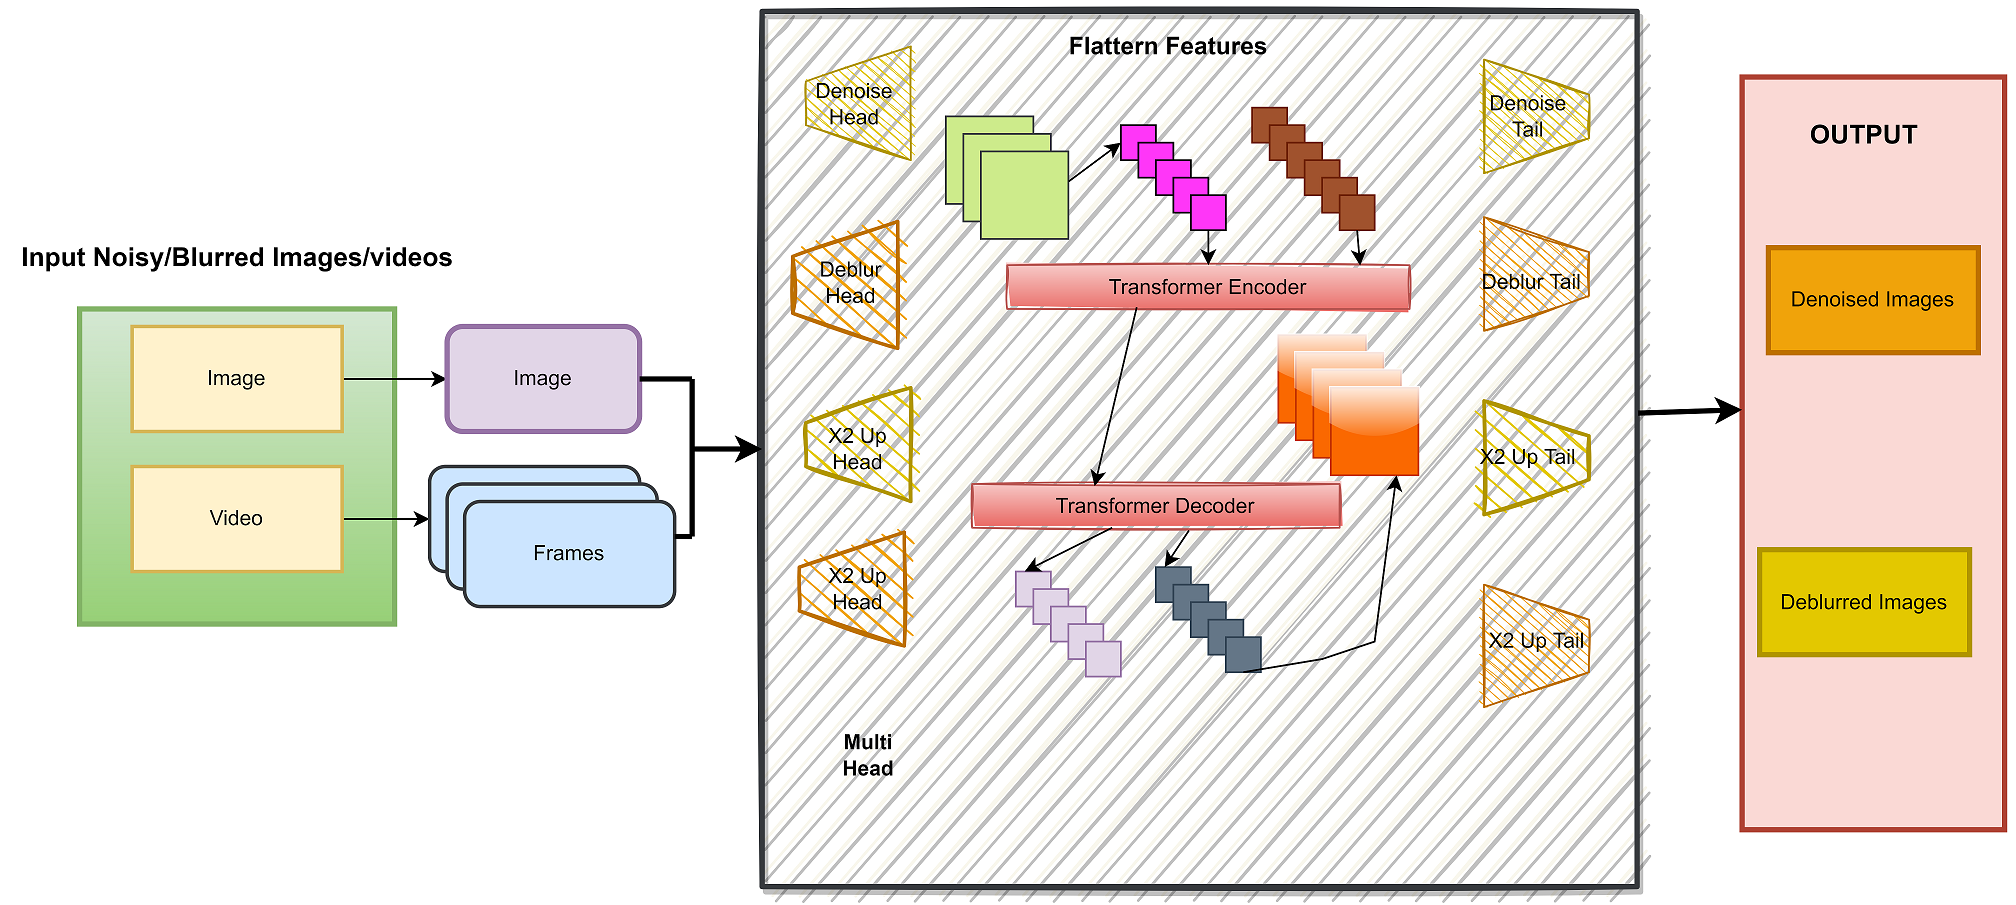 Input Noisy/Blurred Images/videos
Image
Video
Image
Frames
Flattern Features
Denoise
Head
Deblur
Head
X2 Up
Head
X2 Up
Head
Multi
Head
Transformer Encoder
Transformer Decoder
Denoise
Tail
Deblur Tail
X2 Up Tail
X2 Up Tail
OUTPUT
Denoised Images
Deblurred Images